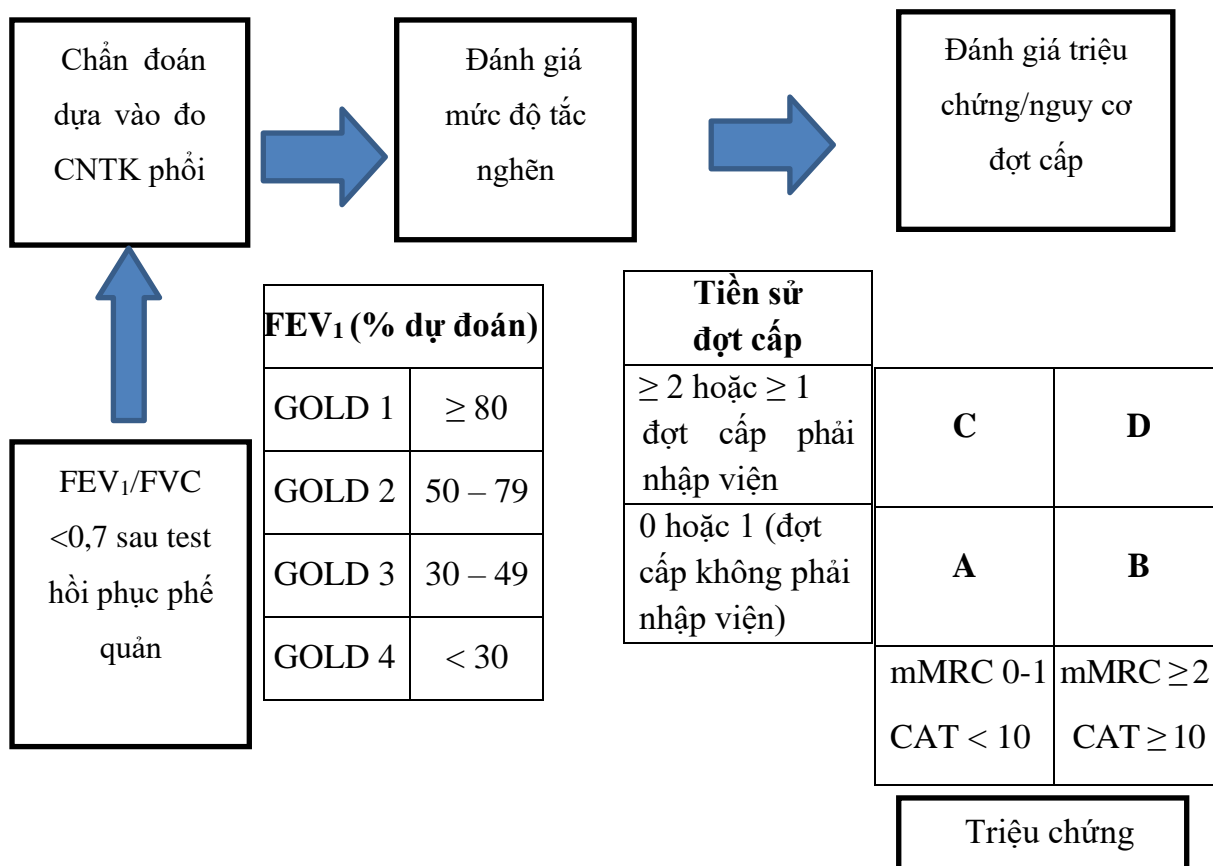 Chẩn đoán
dựa vào đo
CNTK phổi
Đánh giá
mức độ tắc
nghẽn
Đánh giá triệu
chứng/nguy cơ
đợt cấp
FEV₁/FVC
<0,7 sau test
hồi phục phế
quản
FEV₁ (% dự đoán)
GOLD 1 ≥ 80
GOLD 2 50 – 79
GOLD 3 30 – 49
GOLD 4 < 30
Tiền sử
đợt cấp
≥ 2 hoặc ≥ 1
đợt cấp phải
nhập viện
0 hoặc 1 (đợt
cấp không phải
nhập viện)
C D
A B
mMRC 0-1 mMRC ≥ 2
CAT < 10 CAT ≥ 10
Triệu chứng